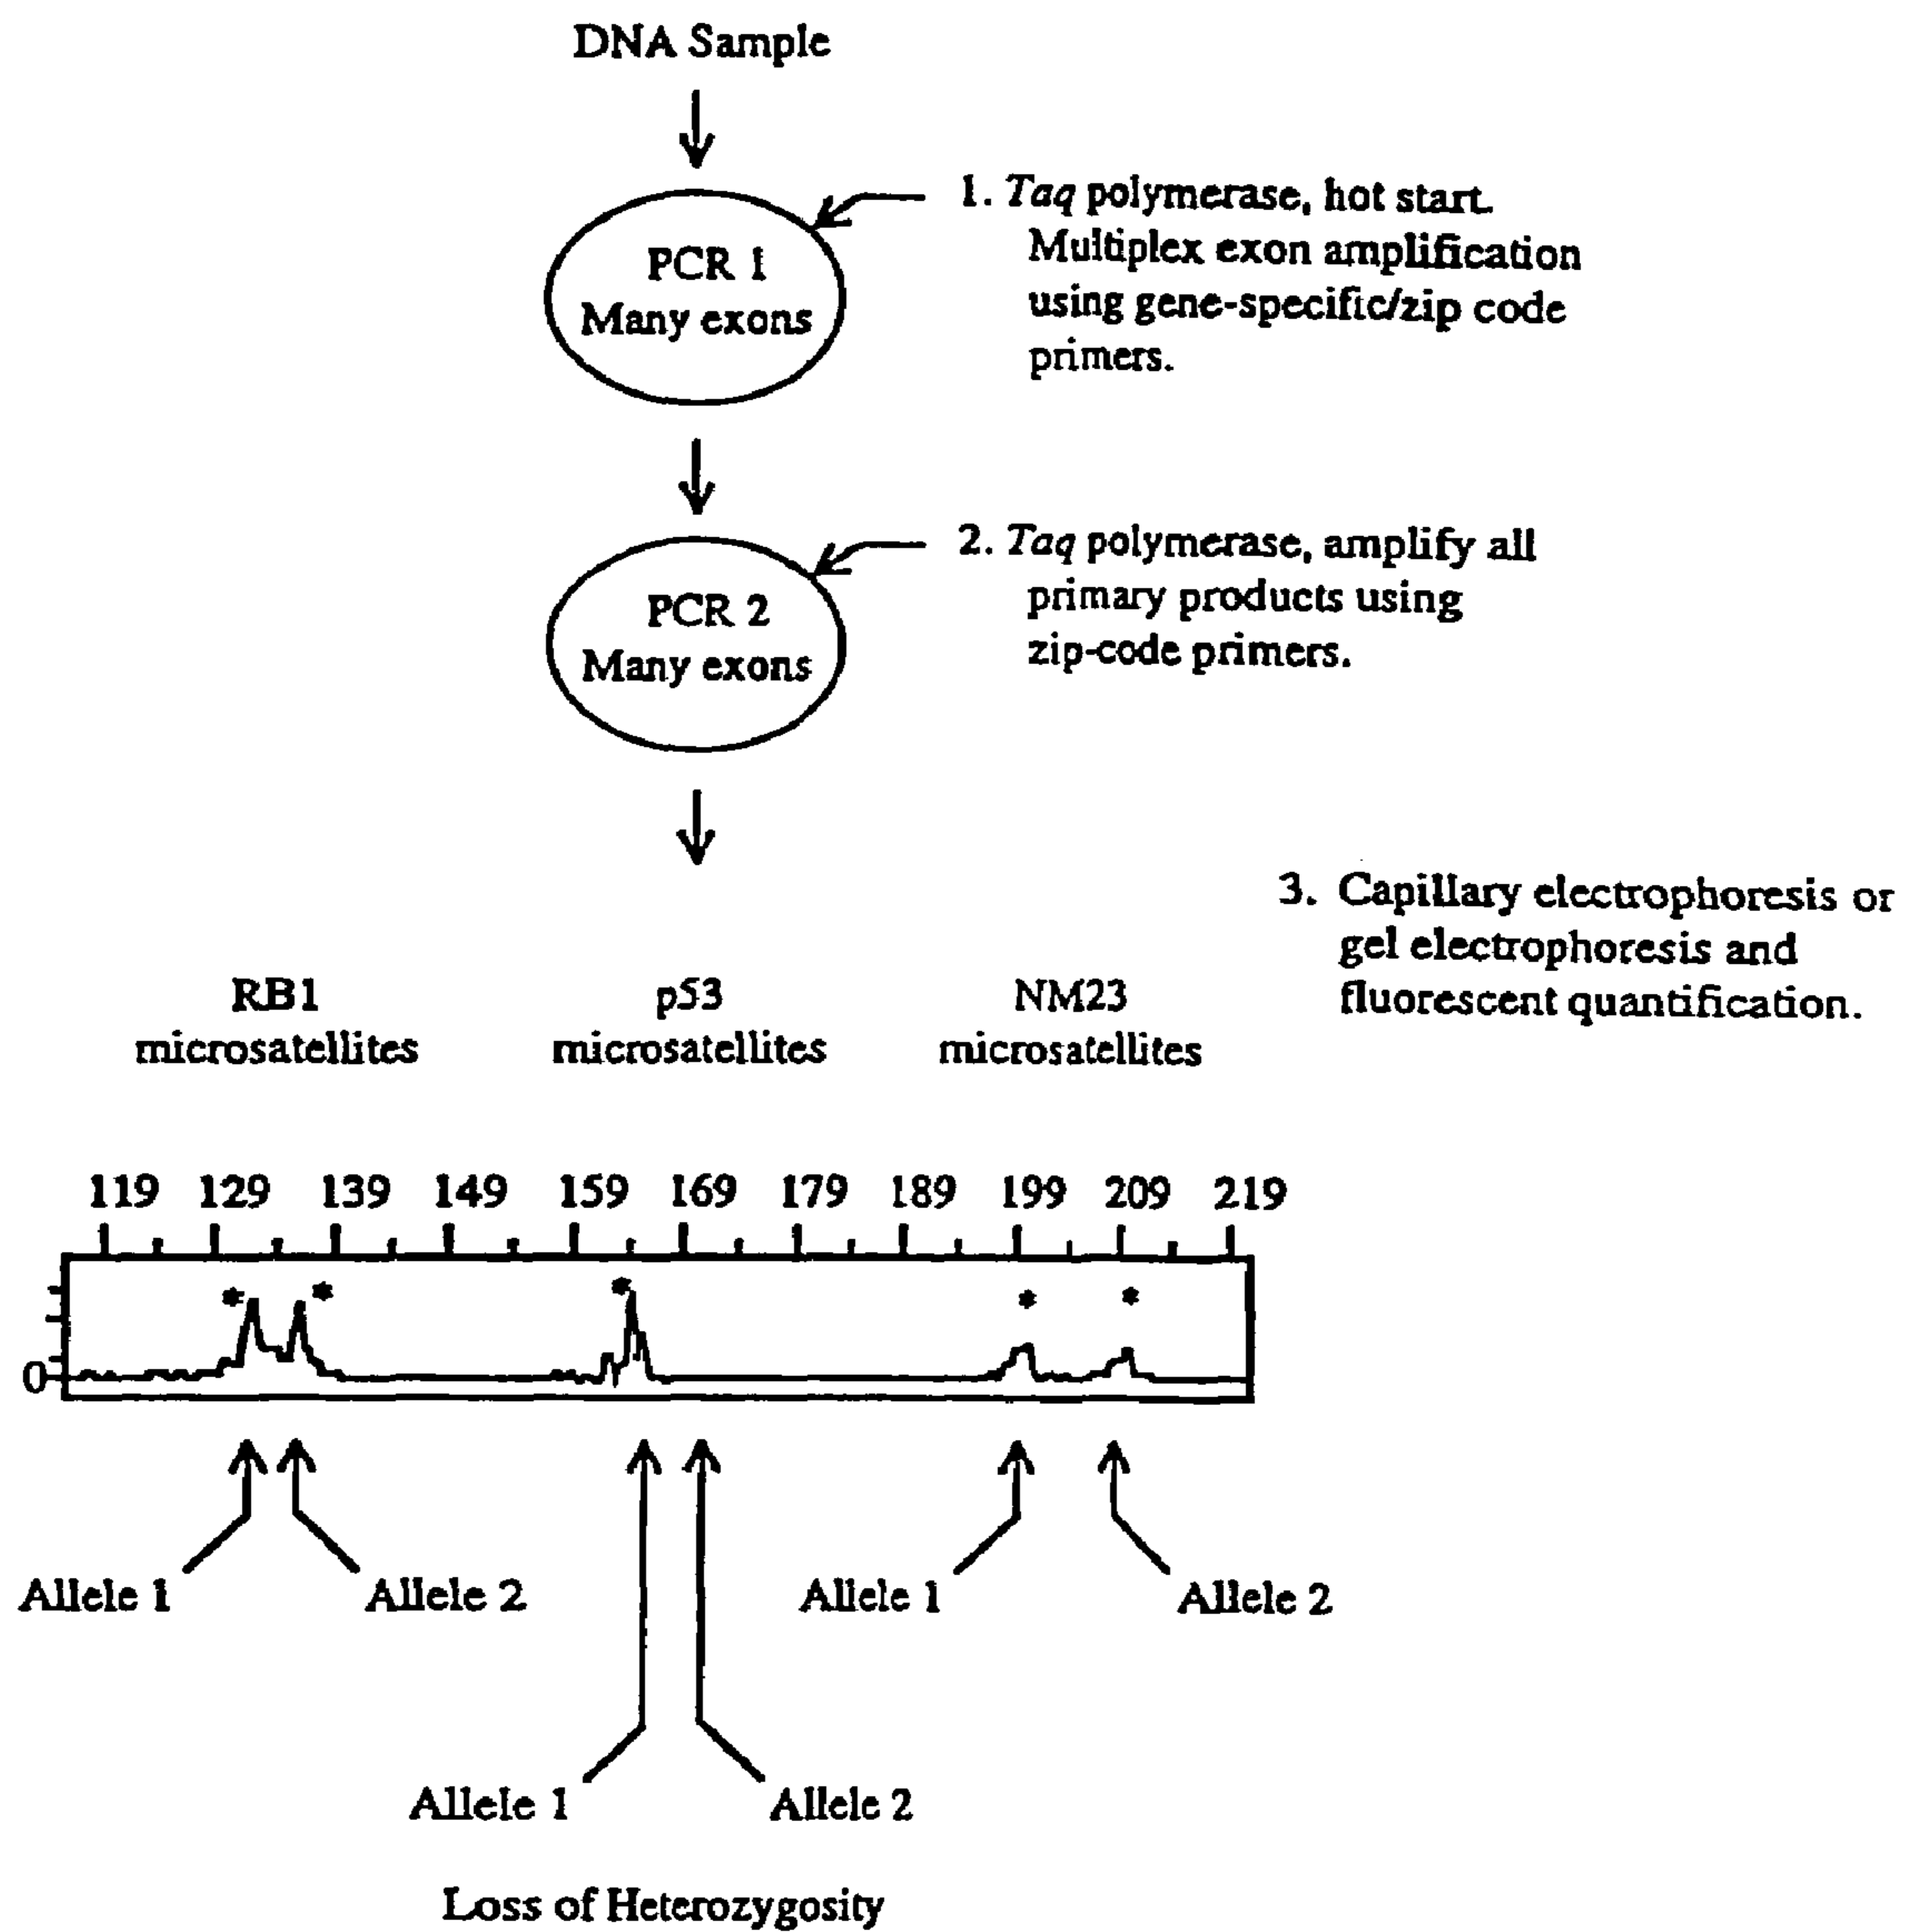 DNA Sample
PCR 1
Many exons
1. Taq polymerase, hot start.
Multiplex exon amplification
using gene-specific/zip code
primers.
PCR 2
Many exons
2. Taq polymerase, amplify all
primary products using
zip-code primers.
3. Capillary electrophoresis or
gel electrophoresis and
fluorescent quantification.
RB1
microsatellites
p53
microsatellites
NM23
microsatellites
119 129 139 149 159 169 179 189 199 209 219
* * * * *
0
Allele 1 Allele 2 Allele 1 Allele 2
Allele 1 Allele 2
Loss of Heterozygosity